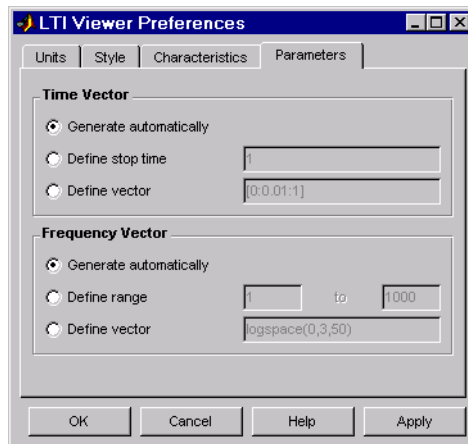 LTI Viewer Preferences
Units Style Characteristics Parameters
Time Vector
Generate automatically
Define stop time 1
Define vector [0:0.01:1]
Frequency Vector
Generate automatically
Define range 1 to 1000
Define vector logspace(0,3,50)
OK Cancel Help Apply